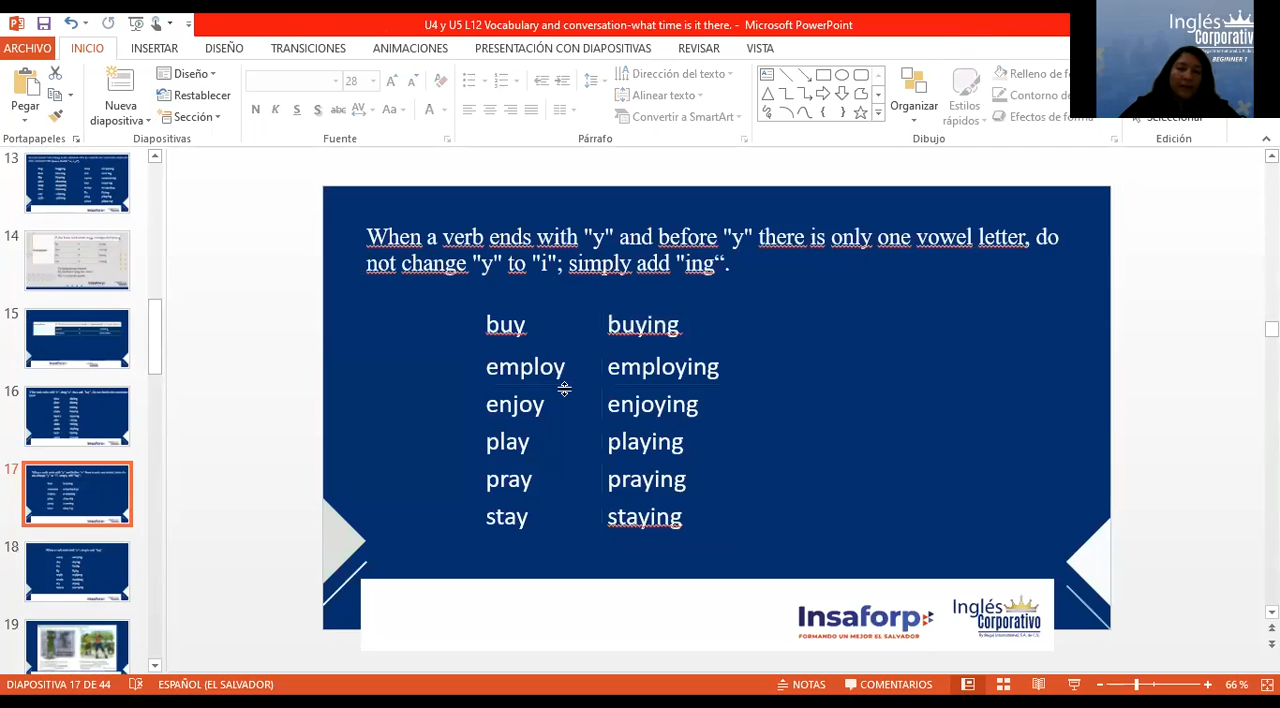 U4 y U5 L12 Vocabulary and conversation-what time is it there. - Microsoft PowerPoint
ARCHIVO INICIO INSERTAR DISEÑO TRANSICIONES ANIMACIONES PRESENTACIÓN CON DIAPOSITIVAS REVISAR VISTA
Inglés
Corporativo
BEGINNER 1
Pegar
Nueva
diapositiva
Diseño
Restablecer
Sección
28
N K S S abc AV Aa A
Dirección del texto
Alinear texto
Convertir a SmartArt
Organizar
Estilos
rápidos
Relleno de f
Contorno de
Efectos de forma
Seleccionar
Portapapeles Diapositivas Fuente Párrafo Dibujo Edición
13
14
15
16
17
18
19
When a verb ends with "y" and before "y" there is only one vowel letter, do
not change "y" to "i"; simply add "ing“.
buy buying
employ employing
enjoy enjoying
play playing
pray praying
stay staying
Insaforp
FORMANDO UN MEJOR EL SALVADOR
Inglés
Corporativo
DIAPOSITIVA 17 DE 44 ESPAÑOL (EL SALVADOR) NOTAS COMENTARIOS 66 %